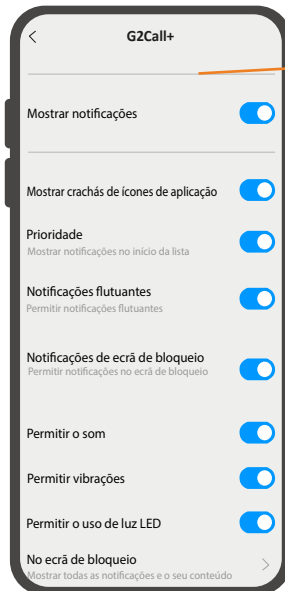 G2Call+
Mostrar notificações
Mostrar crachás de ícones de aplicação
Prioridade
Mostrar notificações no início da lista
Notificações flutuantes
Permitir notificações flutuantes
Notificações de ecrã de bloqueio
Permitir notificações no ecrã de bloqueio
Permitir o som
Permitir vibrações
Permitir o uso de luz LED
No ecrã de bloqueio
Mostrar todas as notificações e o seu conteúdo